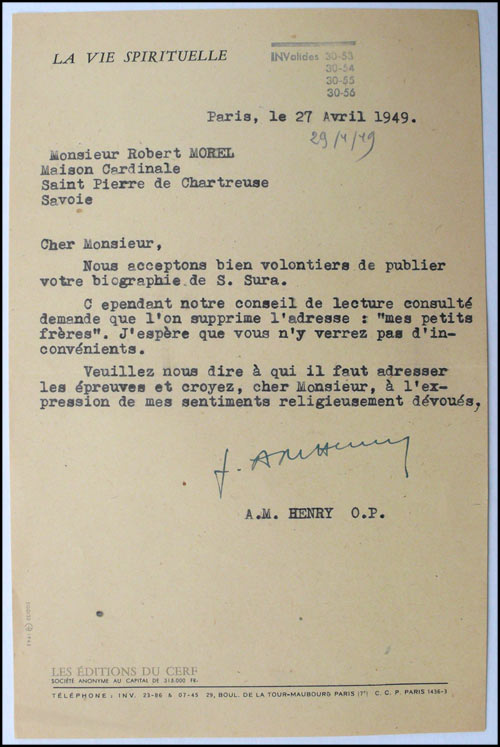 LA VIE SPIRITUELLE
INValides 30-53
30-54
30-55
30-56
Paris, le 27 Avril 1949.
29/4/49
Monsieur Robert MOREL
Maison Cardinale
Saint Pierre de Chartreuse
Savoie
Cher Monsieur,
Nous acceptons bien volontiers de publier
votre biographie de S. Sura.
C ependant notre conseil de lecture consulté
demande que l'on supprime l'adresse : "mes petits
frères". J'espère que vous n'y verrez pas d'in-
convénients.
Veuillez nous dire à qui il faut adresser
les épreuves et croyez, cher Monsieur, à l'ex-
pression de mes sentiments religieusement dévoués,
f. AMHenry
A.M. HENRY O.P.
LES ÉDITIONS DU CERF
SOCIÉTÉ ANONYME AU CAPITAL DE 315.000 FR.
TÉLÉPHONE : INV. 23-86 & 07-45 29, BOUL. DE LA TOUR-MAUBOURG PARIS (7e) C. C. P. PARIS 1436-3